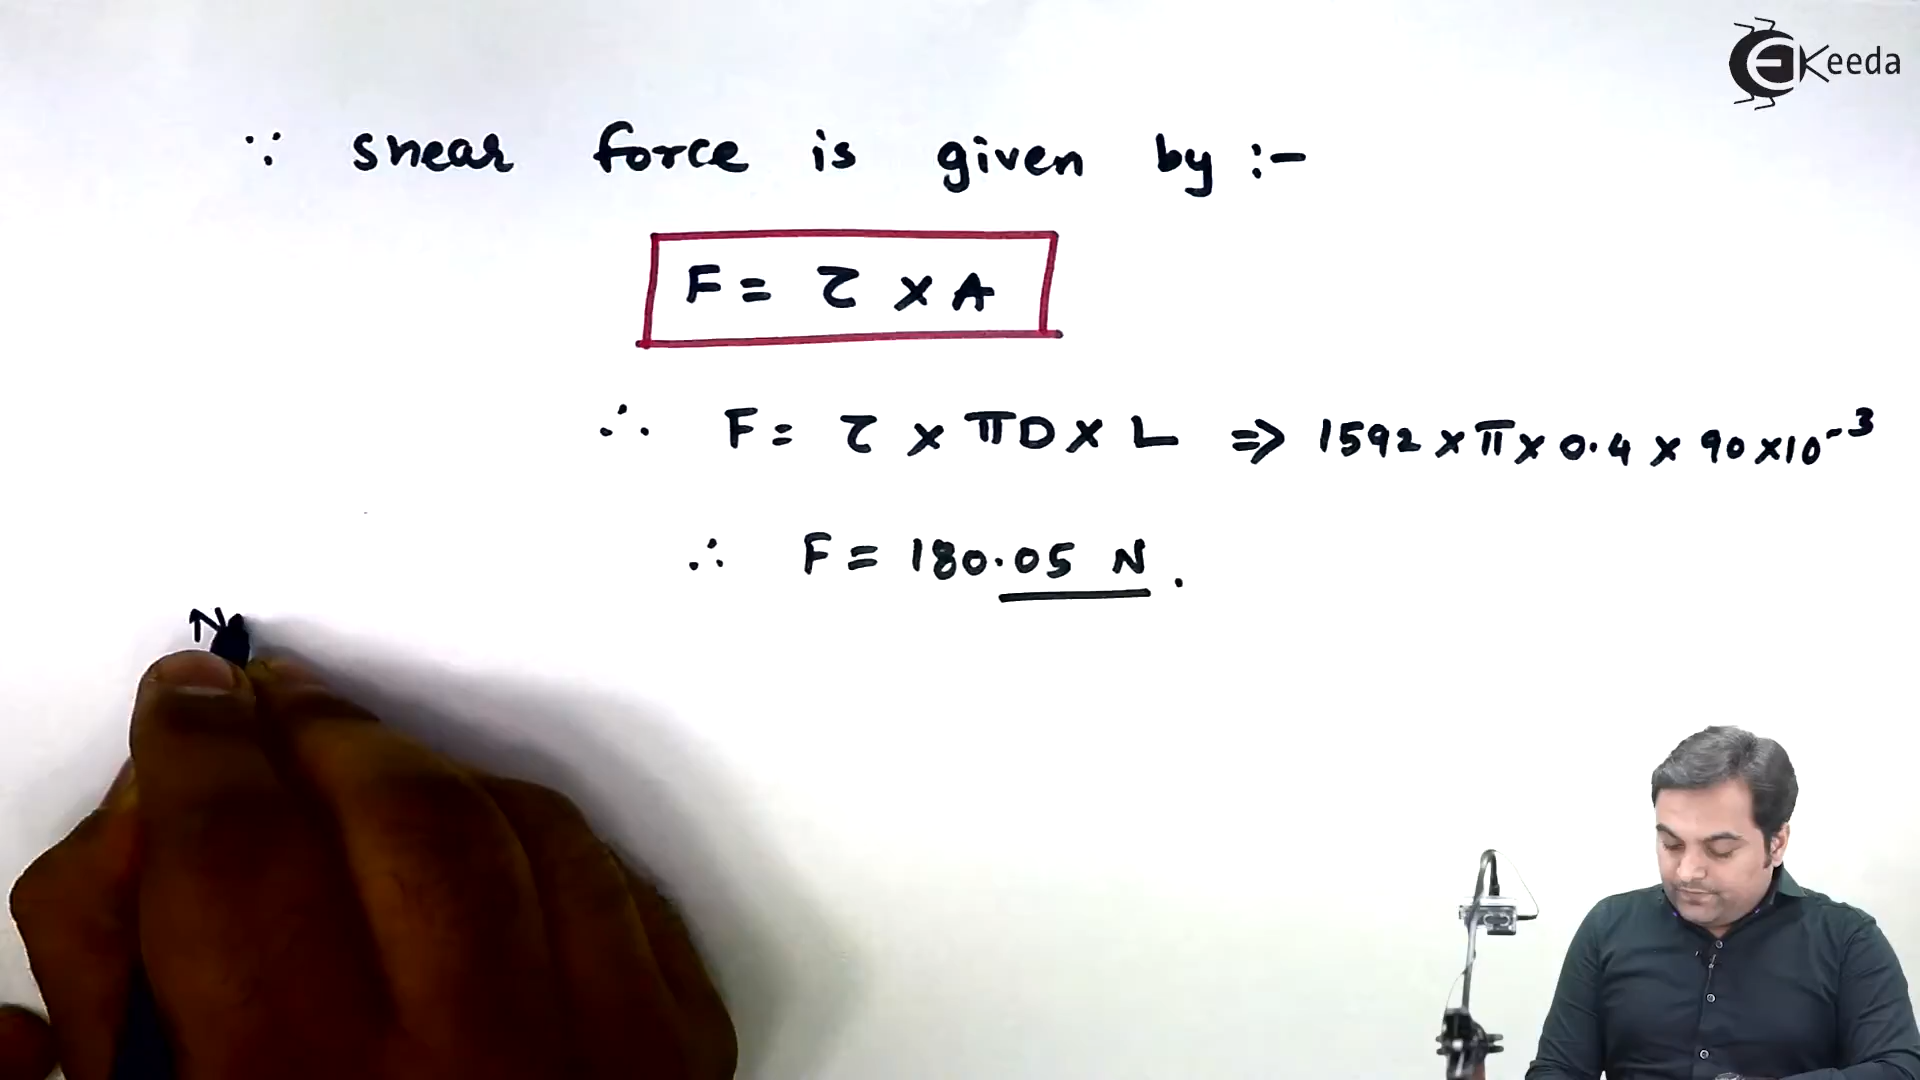 EKeeda
∵ shear force is given by :-
F = τ × A
∴ F = τ × πD × L ⇒ 1592 × π × 0.4 × 90 × 10⁻³
∴ F = 180.05 N.